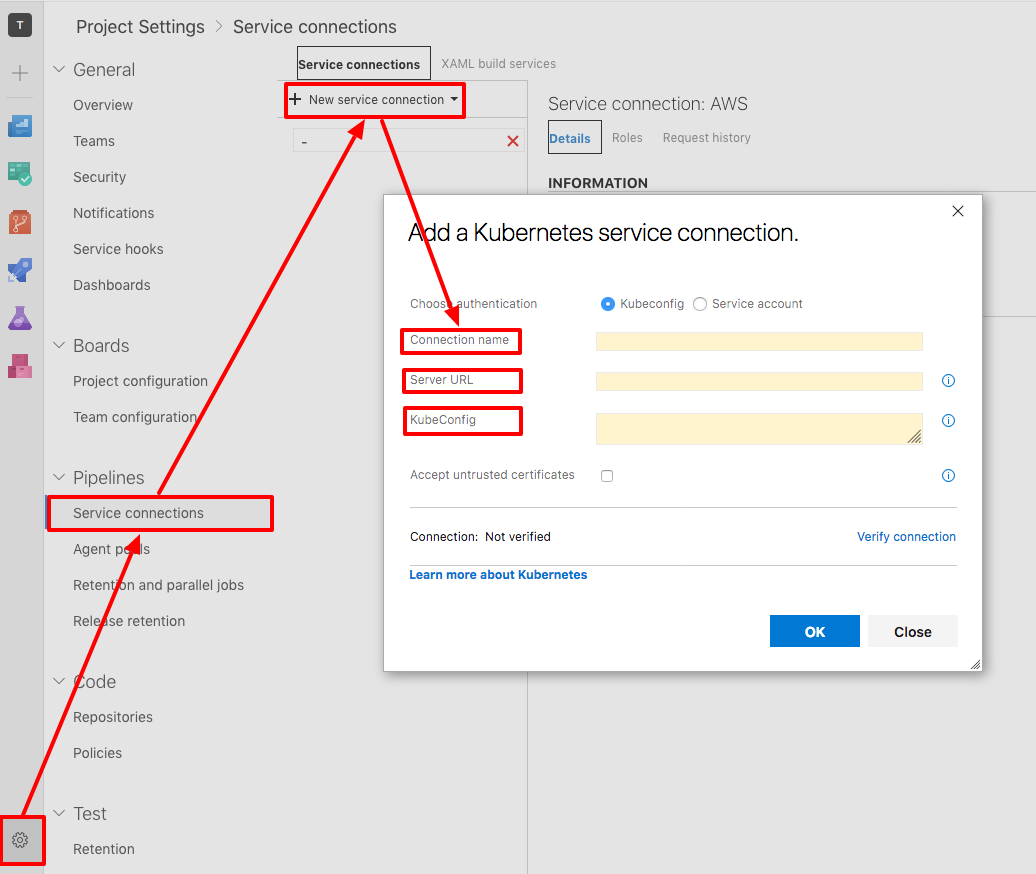 T
Project Settings > Service connections
General
Overview
Teams
Security
Notifications
Service hooks
Dashboards
Boards
Project configuration
Team configuration
Pipelines
Service connections
Agent pools
Retention and parallel jobs
Release retention
Code
Repositories
Policies
Test
Retention
Service connections XAML build services
+ New service connection
-
Service connection: AWS
Details Roles Request history
INFORMATION
Add a Kubernetes service connection.
Choose authentication Kubeconfig Service account
Connection name
Server URL
KubeConfig
Accept untrusted certificates
Connection: Not verified Verify connection
Learn more about Kubernetes
OK Close